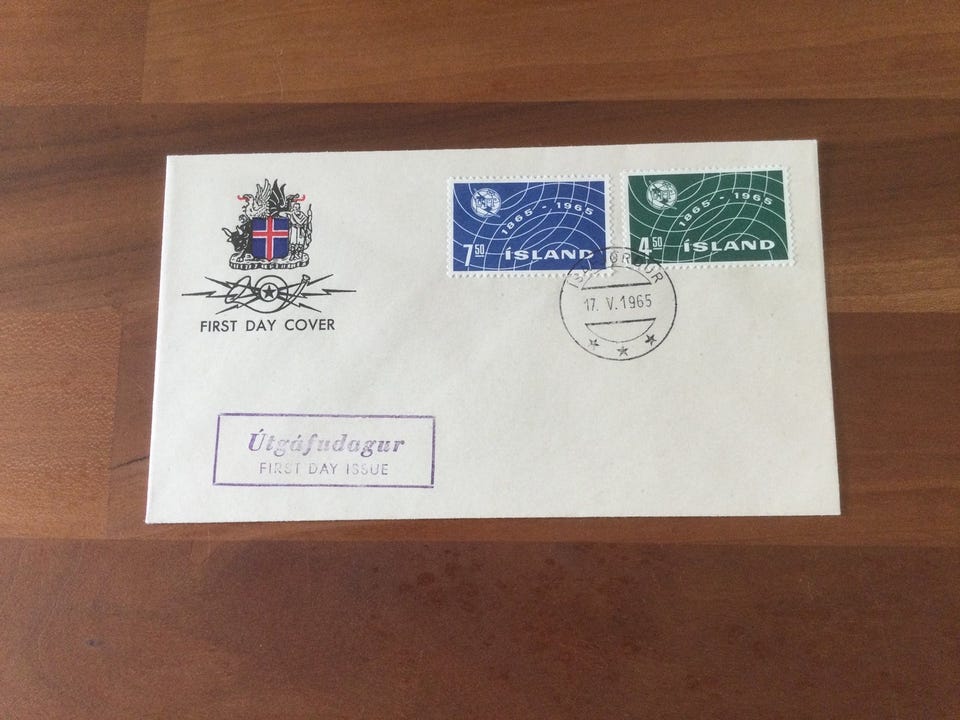 1865 - 1965
7 50 ÍSLAND
1865 - 1965
4 50 ÍSLAND
ÍSAFJÖRÐUR
17. V. 1965
FIRST DAY COVER
Útgáfudagur
FIRST DAY ISSUE